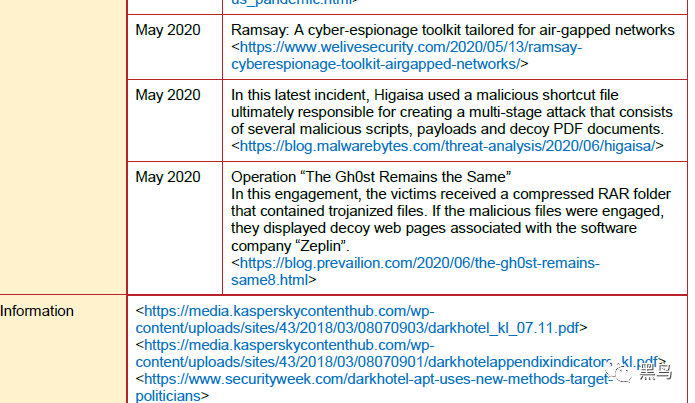 us_pandemic.html>
May 2020
Ramsay: A cyber-espionage toolkit tailored for air-gapped networks
<https://www.welivesecurity.com/2020/05/13/ramsay-
cyberespionage-toolkit-airgapped-networks/>
May 2020
In this latest incident, Higaisa used a malicious shortcut file
ultimately responsible for creating a multi-stage attack that consists
of several malicious scripts, payloads and decoy PDF documents.
<https://blog.malwarebytes.com/threat-analysis/2020/06/higaisa/>
May 2020
Operation “The Gh0st Remains the Same”
In this engagement, the victims received a compressed RAR folder
that contained trojanized files. If the malicious files were engaged,
they displayed decoy web pages associated with the software
company “Zeplin”.
<https://blog.prevailion.com/2020/06/the-gh0st-remains-
same8.html>
Information
<https://media.kasperskycontenthub.com/wp-
content/uploads/sites/43/2018/03/08070903/darkhotel_kl_07.11.pdf>
<https://media.kasperskycontenthub.com/wp-
content/uploads/sites/43/2018/03/08070901/darkhotelappendixindicators_kl.pdf>
<https://www.securityweek.com/darkhotel-apt-uses-new-methods-target-
politicians>
黑鸟